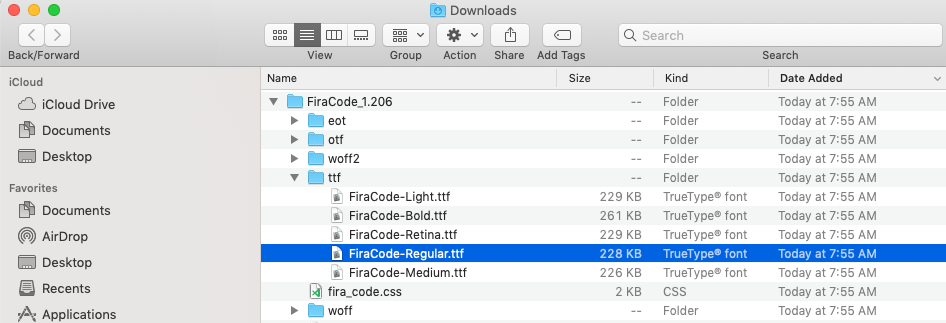 Downloads
Search
Back/Forward View Group Action Share Add Tags Search
Name Size Kind Date Added
iCloud
iCloud Drive
Documents
Desktop
Favorites
Documents
AirDrop
Desktop
Recents
Applications
FiraCode_1.206 -- Folder Today at 7:55 AM
eot -- Folder Today at 7:55 AM
otf -- Folder Today at 7:55 AM
woff2 -- Folder Today at 7:55 AM
ttf -- Folder Today at 7:55 AM
FiraCode-Light.ttf 229 KB TrueType® font Today at 7:55 AM
FiraCode-Bold.ttf 261 KB TrueType® font Today at 7:55 AM
FiraCode-Retina.ttf 229 KB TrueType® font Today at 7:55 AM
FiraCode-Regular.ttf 228 KB TrueType® font Today at 7:55 AM
FiraCode-Medium.ttf 226 KB TrueType® font Today at 7:55 AM
fira_code.css 2 KB CSS Today at 7:55 AM
woff -- Folder Today at 7:55 AM